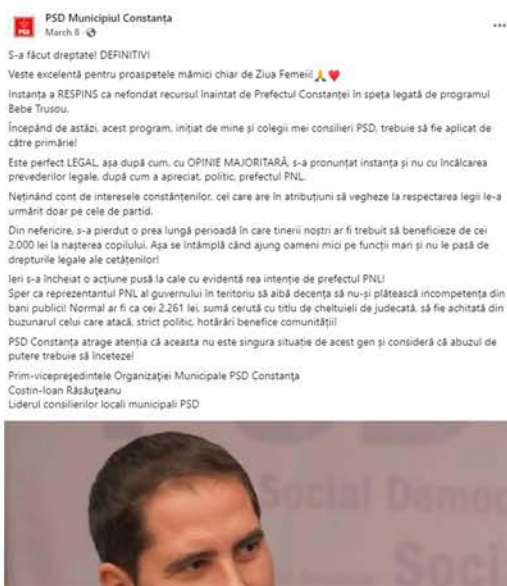 PSD Municipiul Constanța
March 8
PSD
S-a făcut dreptate! DEFINITIV!
Veste excelentă pentru proaspetele mămici chiar de Ziua Femeii!🙏❤️
Instanța a RESPINS ca nefondat recursul înaintat de Prefectul Constanței în speța legată de programul
Bebe Trusou.
Începând de astăzi, acest program, inițiat de mine și colegii mei consilieri PSD, trebuie să fie aplicat de
către primărie!
Este perfect LEGAL, așa după cum, cu OPINIE MAJORITARĂ, s-a pronunțat instanța și nu cu încălcarea
prevederilor legale, după cum a apreciat, politic, prefectul PNL.
Neținând cont de interesele constănțenilor, cel care are în atribuțiuni să vegheze la respectarea legii le-a
urmărit doar pe cele de partid.
Din nefericire, s-a pierdut o prea lungă perioadă în care tinerii noștri ar fi trebuit să beneficieze de cei
2.000 lei la nașterea copilului. Așa se întâmplă când ajung oameni mici pe funcții mari și nu le pasă de
drepturile legale ale cetățenilor!
Ieri s-a încheiat o acțiune pusă la cale cu evidentă rea intenție de prefectul PNL!
Sper ca reprezentantul PNL al guvernului în teritoriu să aibă decența să nu-și plătească incompetența din
bani publici! Normal ar fi ca cei 2.261 lei, sumă cerută cu titlu de cheltuieli de judecată, să fie achitată din
buzunarul celui care atacă, strict politic, hotărâri benefice comunității!
PSD Constanța atrage atenția că aceasta nu este singura situație de acest gen și consideră că abuzul de
putere trebuie să înceteze!
Prim-vicepreședintele Organizației Municipale PSD Constanța
Costin-Ioan Răsăuțeanu
Liderul consilierilor locali municipali PSD
Social Democ
Soci